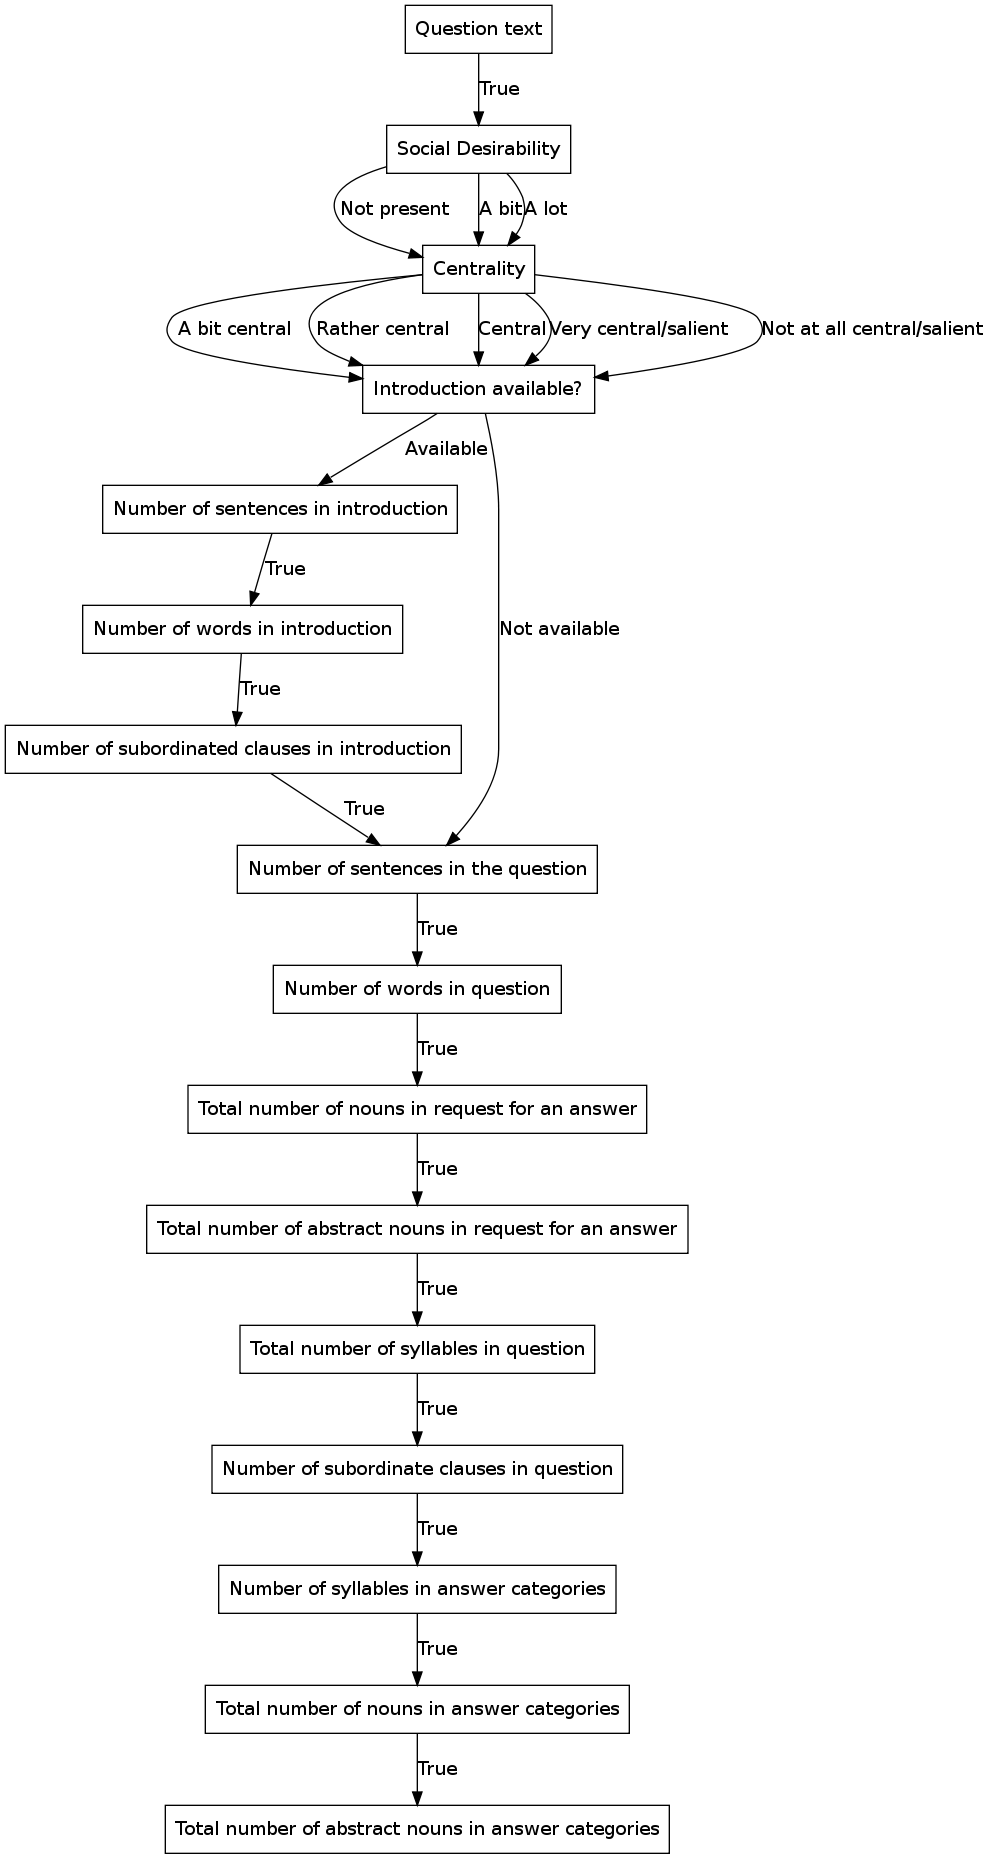 Question text
True
Social Desirability
Not present
A bit
A lot
Centrality
A bit central
Rather central
Central
Very central/salient
Not at all central/salient
Introduction available?
Available
Number of sentences in introduction
True
Number of words in introduction
Not available
True
Number of subordinated clauses in introduction
True
Number of sentences in the question
True
Number of words in question
True
Total number of nouns in request for an answer
True
Total number of abstract nouns in request for an answer
True
Total number of syllables in question
True
Number of subordinate clauses in question
True
Number of syllables in answer categories
True
Total number of nouns in answer categories
True
Total number of abstract nouns in answer categories